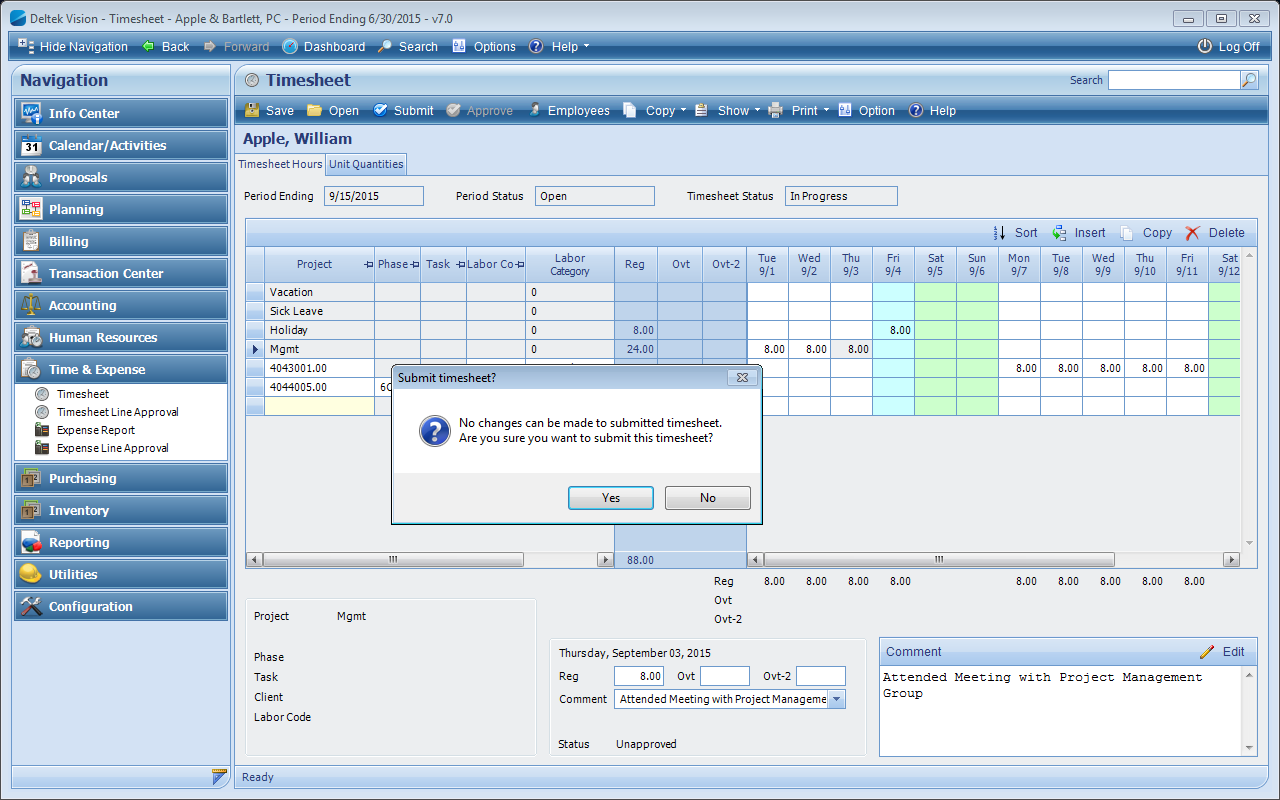 Deltek Vision - Timesheet - Apple & Bartlett, PC - Period Ending 6/30/2015 - v7.0
Hide Navigation Back Forward Dashboard Search Options Help Log Off
Navigation
Info Center
31 Calendar/Activities
Proposals
Planning
Billing
Transaction Center
Accounting
Human Resources
Time & Expense
Timesheet
Timesheet Line Approval
Expense Report
Expense Line Approval
Purchasing
Inventory
Reporting
Utilities
Configuration
Timesheet Search
Save Open Submit Approve Employees Copy Show Print Option Help
Apple, William
Timesheet Hours Unit Quantities
Period Ending 9/15/2015 Period Status Open Timesheet Status In Progress
Sort Insert Copy Delete
Project Phase Task Labor Co Labor Category Reg Ovt Ovt-2 Tue 9/1 Wed 9/2 Thu 9/3 Fri 9/4 Sat 9/5 Sun 9/6 Mon 9/7 Tue 9/8 Wed 9/9 Thu 9/10 Fri 9/11 Sat 9/12
Vacation 0
Sick Leave 0
Holiday 0 8.00 8.00
Mgmt 0 24.00 8.00 8.00 8.00
4043001.00 8.00 8.00 8.00 8.00 8.00
4044005.00
Submit timesheet?
No changes can be made to submitted timesheet.
Are you sure you want to submit this timesheet?
Yes No
88.00
Reg 8.00 8.00 8.00 8.00 8.00 8.00 8.00 8.00 8.00
Ovt
Ovt-2
Project Mgmt
Phase
Task
Client
Labor Code
Thursday, September 03, 2015
Reg 8.00 Ovt Ovt-2
Comment Attended Meeting with Project Manageme
Status Unapproved
Comment Edit
Attended Meeting with Project Management
Group
Ready